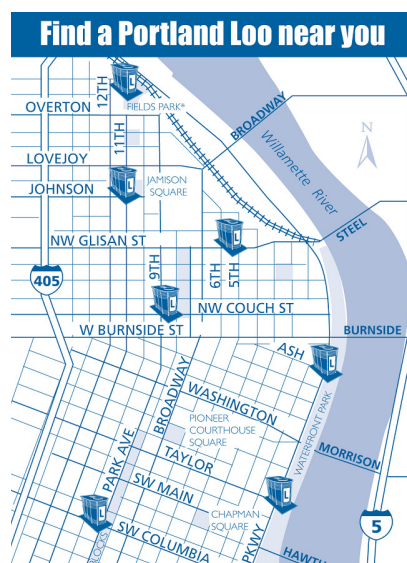 Find a Portland Loo near you
12TH
OVERTON
FIELDS PARK*
11TH
BROADWAY
Willamette River
N
LOVEJOY
JOHNSON
L
JAMISON
SQUARE
NW GLISAN ST
L
STEEL
405
9TH
6TH
5TH
L
NW COUCH ST
W BURNSIDE ST
BURNSIDE
ASH
BROADWAY
WASHINGTON
PIONEER
COURTHOUSE
SQUARE
WATERFRONT PARK
PARK AVE
TAYLOR
MORRISON
SW MAIN
L
L
CHAPMAN
SQUARE
SW COLUMBIA
PKWY
5
BLOCKS
HAWTH